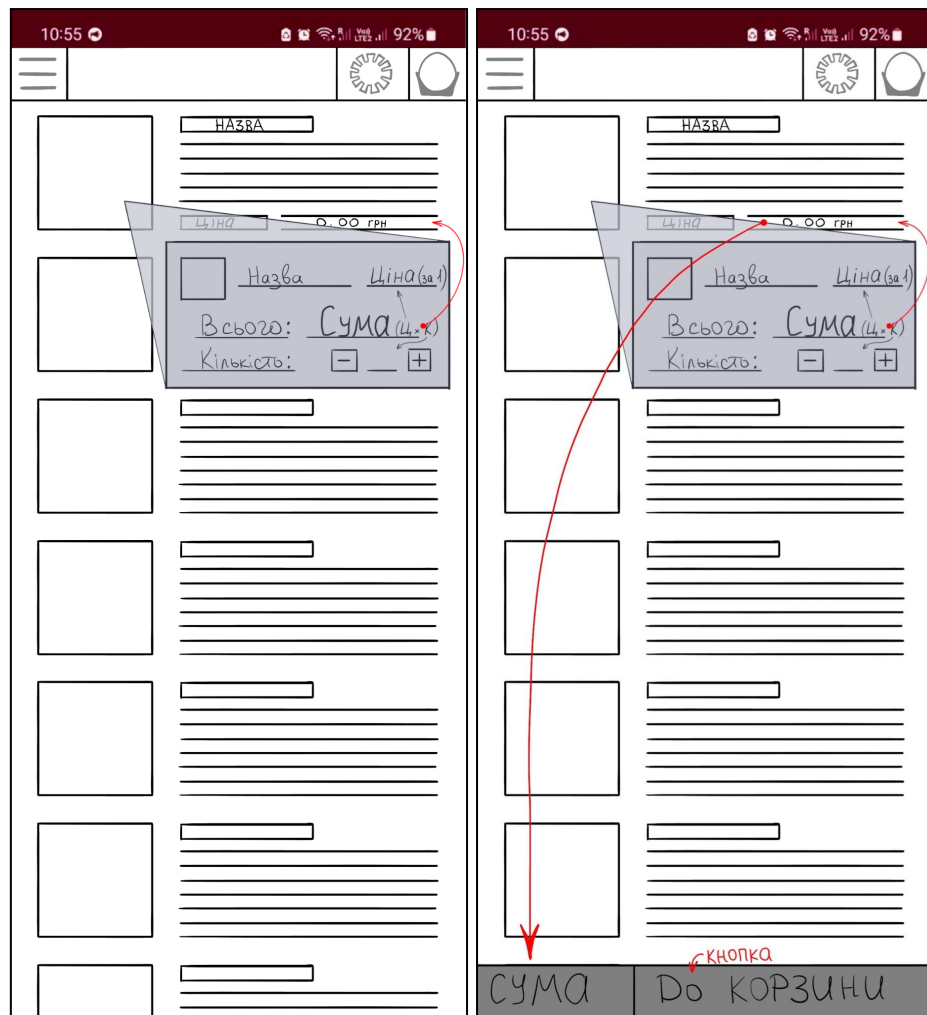 10:55 92%
НАЗВА
ЦІНА 0.00 ГРН
Назва Ціна(за 1)
Всього: Сума (Ц×К)
Кількість: − +
10:55 92%
НАЗВА
ЦІНА 0.00 ГРН
Назва Ціна(за 1)
Всього: Сума (Ц×К)
Кількість: − +
КНОПКА
СУМА До КОРЗИНИ